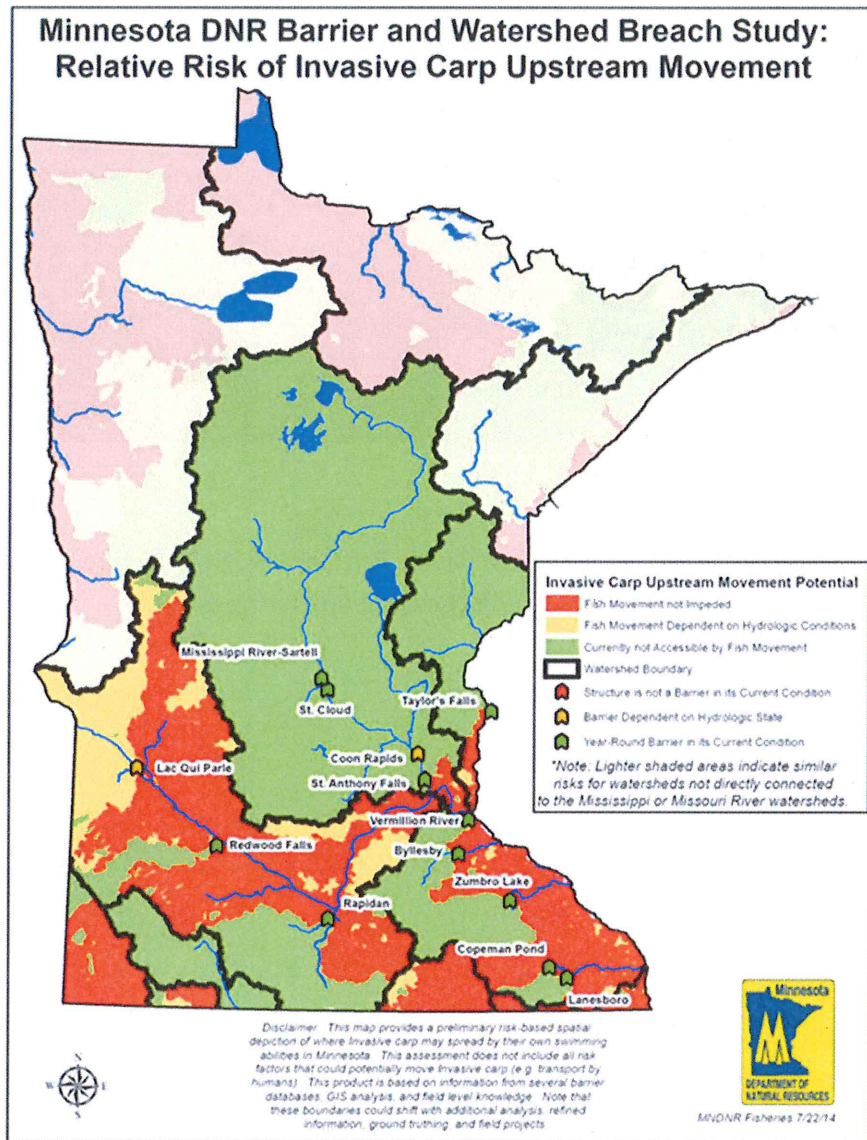 Minnesota DNR Barrier and Watershed Breach Study:
Relative Risk of Invasive Carp Upstream Movement
Invasive Carp Upstream Movement Potential
Fish Movement not Impeded
Fish Movement Dependent on Hydrologic Conditions
Currently not Accessible by Fish Movement
Watershed Boundary
Structure is not a Barrier in its Current Condition
Barrier Dependent on Hydrologic State
Year-Round Barrier in its Current Condition
*Note: Lighter shaded areas indicate similar
risks for watersheds not directly connected
to the Mississippi or Missouri River watersheds.
Mississippi River-Sartell
St. Cloud
Taylor's Falls
Coon Rapids
Lac Qui Parle
St. Anthony Falls
Vermillion River
Redwood Falls
Byllesby
Zumbro Lake
Rapidan
Copeman Pond
Lanesboro
Disclaimer: This map provides a preliminary risk-based spatial
depiction of where Invasive carp may spread by their own swimming
abilities in Minnesota. This assessment does not include all risk
factors that could potentially move Invasive carp (e.g. transport by
humans). This product is based on information from several barrier
databases, GIS analysis, and field level knowledge. Note that
these boundaries could shift with additional analysis, refined
information, ground truthing, and field projects.
N
W E
S
Minnesota
DEPARTMENT OF
NATURAL RESOURCES
MNDNR Fisheries 7/22/14